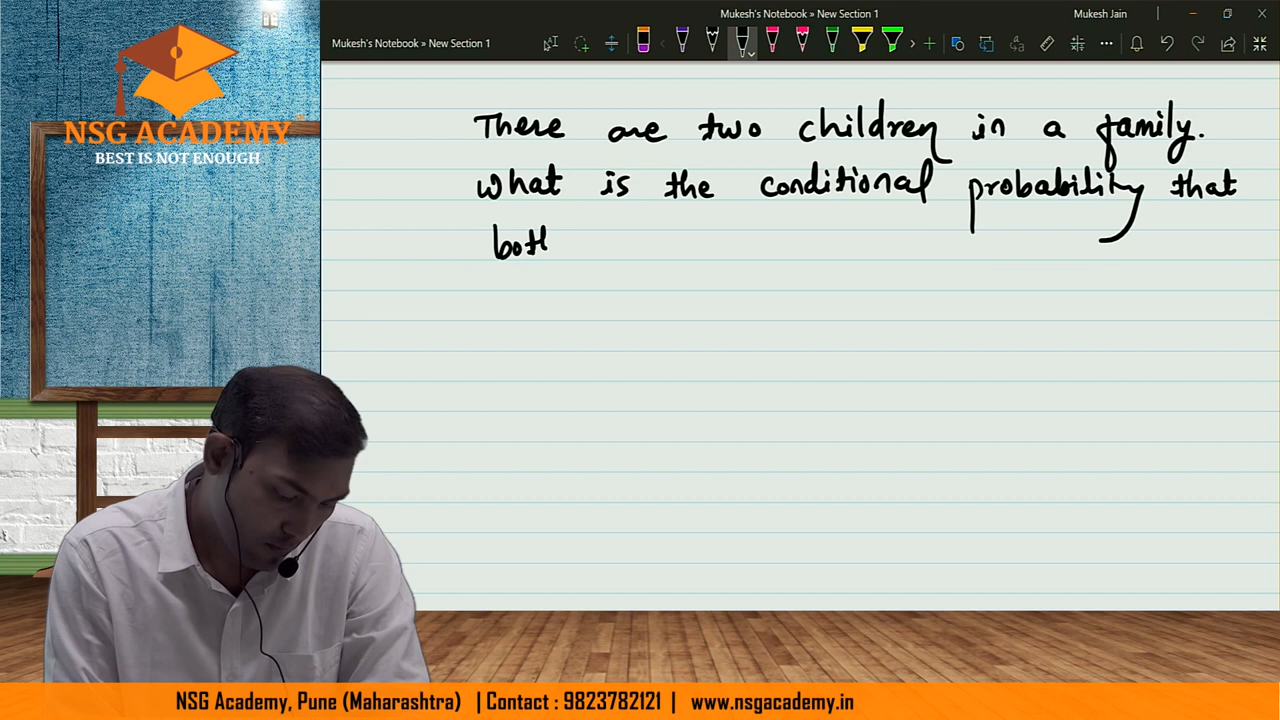 Mukesh's Notebook » New Section 1
Mukesh Jain
Mukesh's Notebook » New Section 1
NSG ACADEMY
BEST IS NOT ENOUGH
There are two children in a family.
What is the conditional probability that
both
NSG Academy, Pune (Maharashtra) | Contact : 9823782121 | www.nsgacademy.in